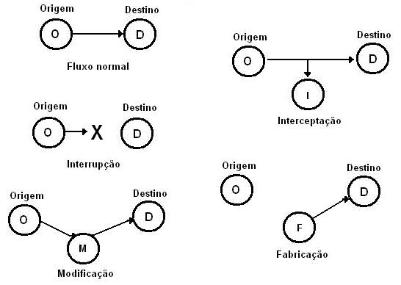 Origem Destino
O D
Fluxo normal
Origem Destino
O D
I
Interceptação
Origem Destino
O X D
Interrupção
Origem Destino
O D
M
Modificação
Origem Destino
O D
F
Fabricação